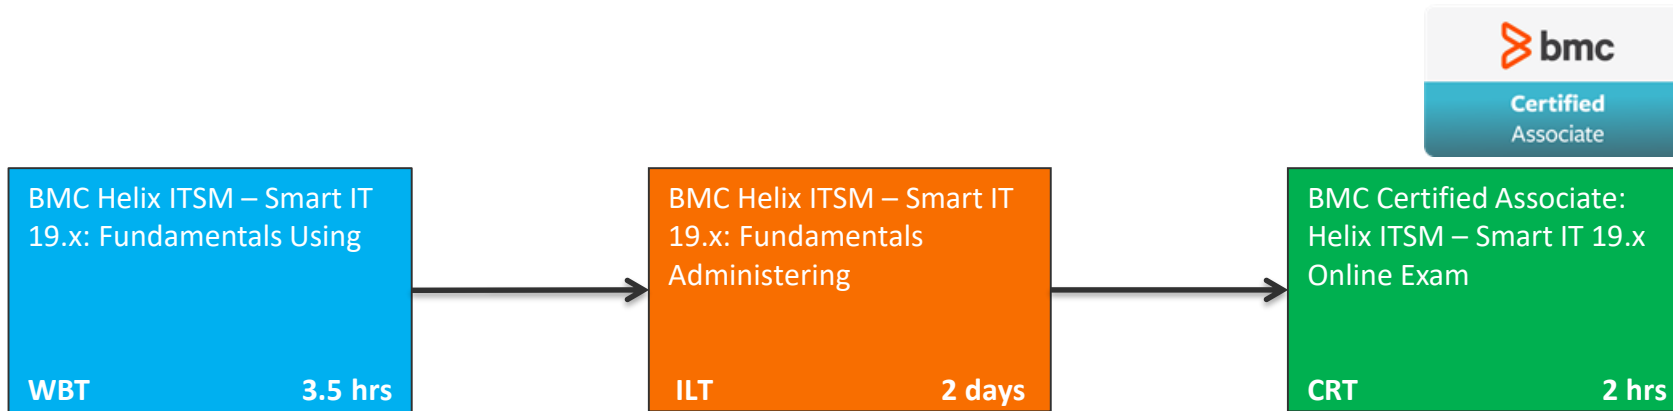 bmc
Certified
Associate
BMC Helix ITSM – Smart IT
19.x: Fundamentals Using
WBT 3.5 hrs
BMC Helix ITSM – Smart IT
19.x: Fundamentals
Administering
ILT 2 days
BMC Certified Associate:
Helix ITSM – Smart IT 19.x
Online Exam
CRT 2 hrs